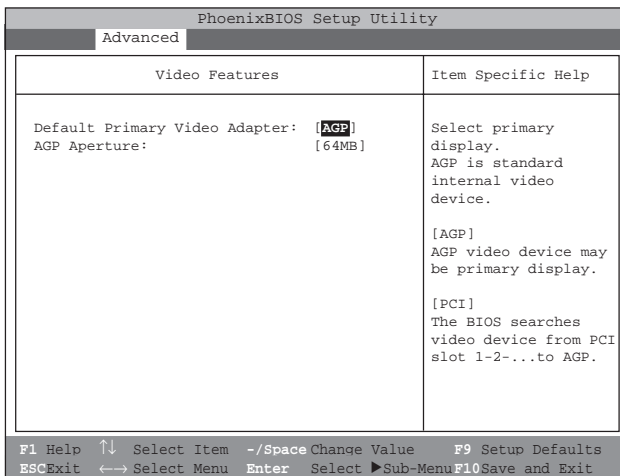 PhoenixBIOS Setup Utility
Advanced
Video Features
Item Specific Help
Default Primary Video Adapter: [AGP]
AGP Aperture: [64MB]
Select primary
display.
AGP is standard
internal video
device.
[AGP]
AGP video device may
be primary display.
[PCI]
The BIOS searches
video device from PCI
slot 1-2-...to AGP.
F1 Help ↑↓ Select Item -/Space Change Value F9 Setup Defaults
ESC Exit ←→ Select Menu Enter Select ▶Sub-Menu F10 Save and Exit